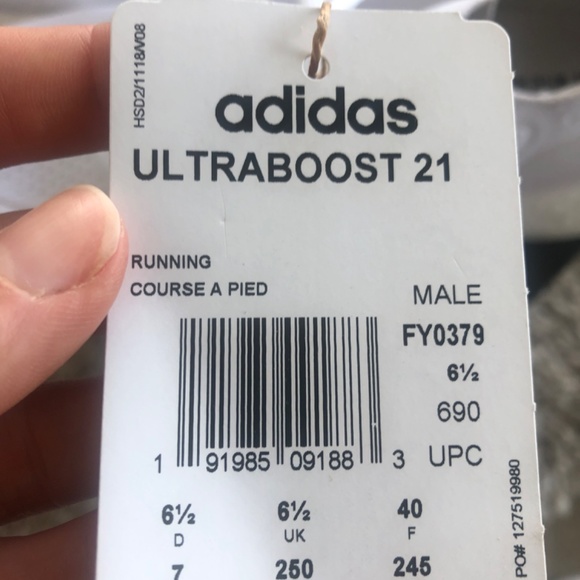 HSD2/1118/V08
adidas
ULTRABOOST 21
RUNNING
COURSE A PIED
MALE
FY0379
6½
690
1 91985 09188 3 UPC
6½ 6½ 40
D UK F
7 250 245
PO# 127519980